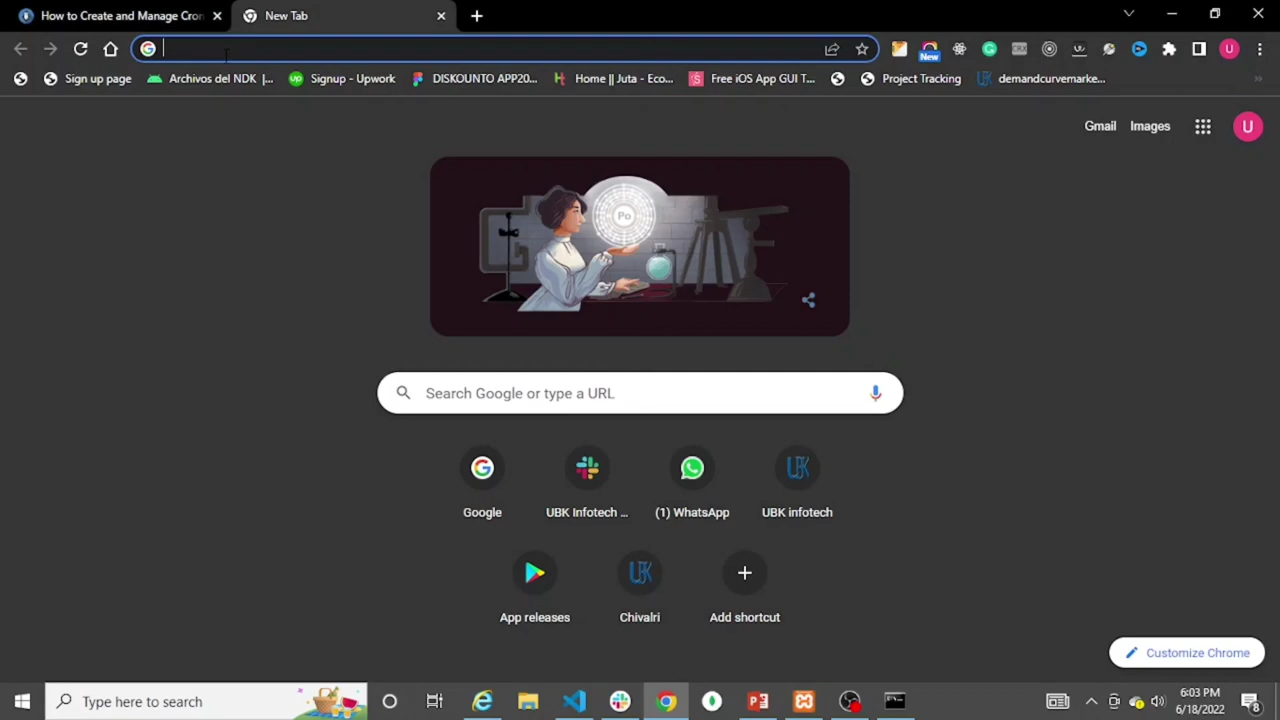 How to Create and Manage Cron
New Tab
New
Sign up page
Archivos del NDK |...
Signup - Upwork
DISKOUNTO APP20...
Home || Juta - Eco...
Free iOS App GUI T...
Project Tracking
demandcurvemarke...
Gmail
Images
U
Po
Search Google or type a URL
Google
UBK Infotech ...
(1) WhatsApp
UBK infotech
App releases
Chivalri
Add shortcut
Customize Chrome
Type here to search
6:03 PM
6/18/2022
8